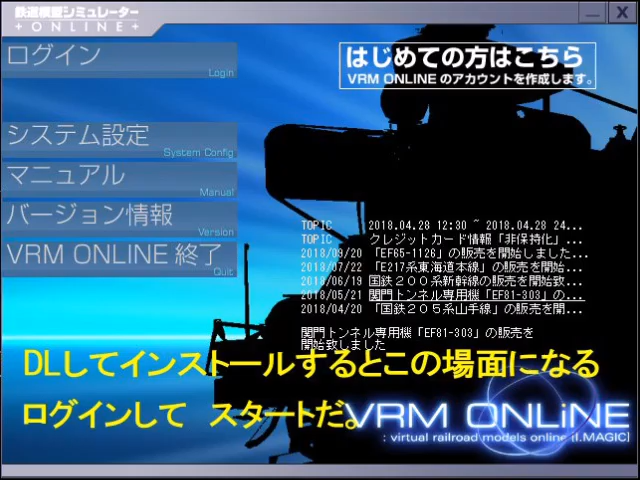 鉄道模型シミュレーター
+ O N L I N E +
ログイン
Login
はじめての方はこちら
VRM ONLINEのアカウントを作成します。
システム設定
System Config
マニュアル
Manual
バージョン情報
Version
VRM ONLINE 終了
Quit
TOPIC 2018.04.28 12:30 ~ 2018.04.28 24...
TOPIC クレジットカード情報「非保持化」...
2018/09/20 「EF65-1126」の販売を開始しました...
2018/07/22 「E217系東海道本線」の販売を開始...
2018/06/19 国鉄２００系新幹線の販売を開始致...
2018/05/21 関門トンネル専用機「EF81-303」の...
2018/04/20 「国鉄２０５系山手線」の販売を開...
関門トンネル専用機「EF81-303」の販売を
開始致しました
DLしてインストールするとこの場面になる
ログインして スタートだ。
VRM ONLiNE
: virtual railroad models online [I.MAGIC]